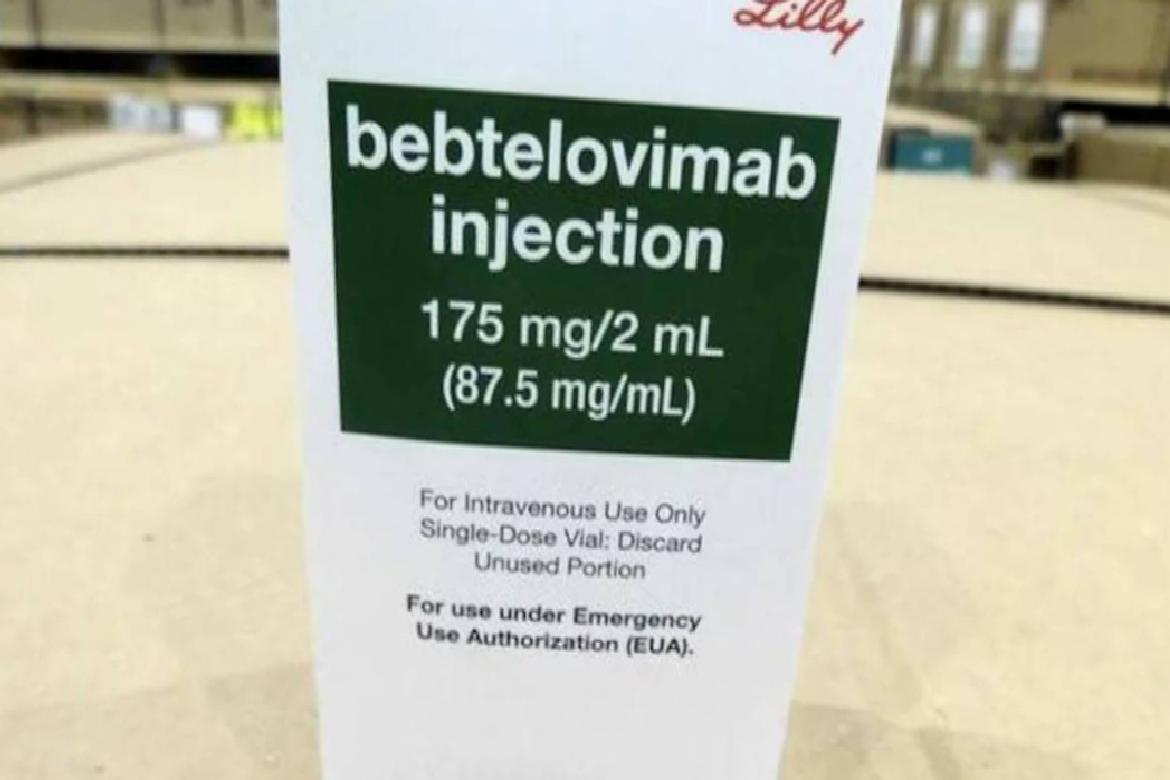 Lilly
bebtelovimab
injection
175 mg/2 mL
(87.5 mg/mL)
For Intravenous Use Only
Single-Dose Vial: Discard
Unused Portion
For use under Emergency
Use Authorization (EUA).